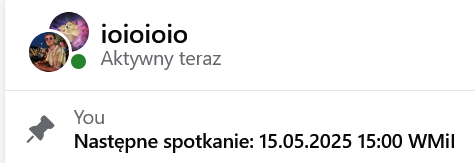 ioioioio
Aktywny teraz
You
Następne spotkanie: 15.05.2025 15:00 WMiI